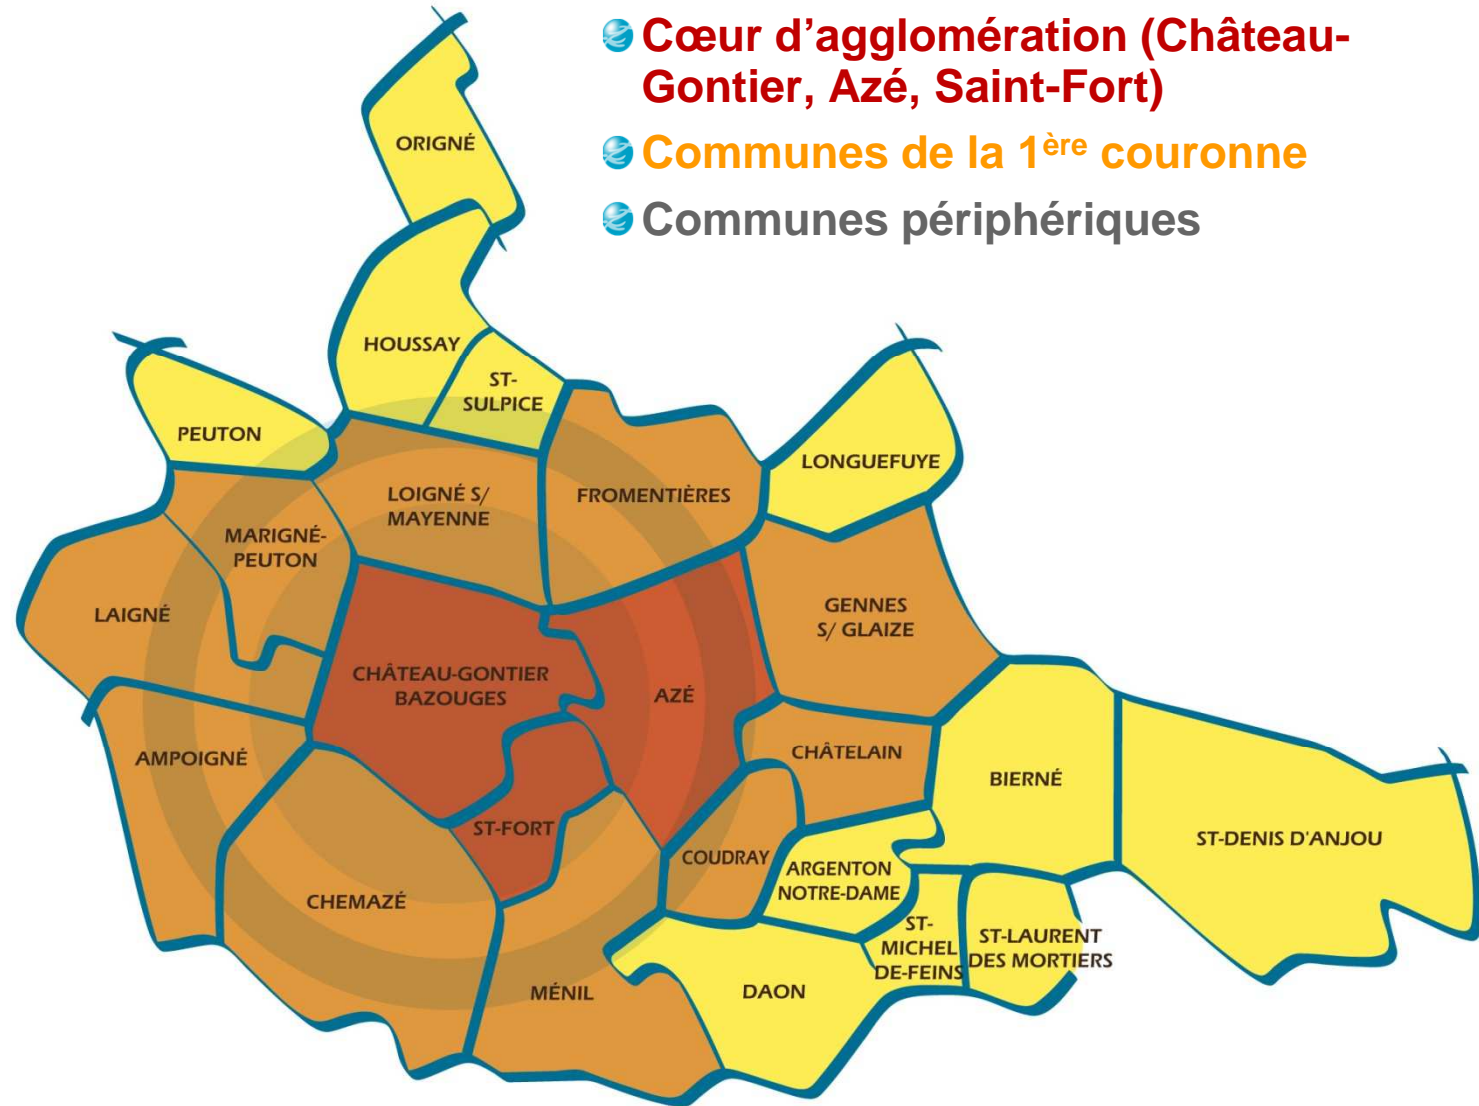 Cœur d’agglomération (Château-
Gontier, Azé, Saint-Fort)
Communes de la 1ère couronne
Communes périphériques
ORIGNÉ
HOUSSAY
ST-
SULPICE
PEUTON
LONGUEFUYE
LOIGNÉ S/
MAYENNE
FROMENTIÈRES
MARIGNÉ-
PEUTON
LAIGNÉ
GENNES
S/ GLAIZE
CHÂTEAU-GONTIER
BAZOUGES
AZÉ
AMPOIGNÉ
CHÂTELAIN
BIERNÉ
ST-FORT
ST-DENIS D'ANJOU
COUDRAY
ARGENTON
NOTRE-DAME
CHEMAZÉ
ST-
MICHEL
DE-FEINS
ST-LAURENT
DES MORTIERS
MÉNIL
DAON